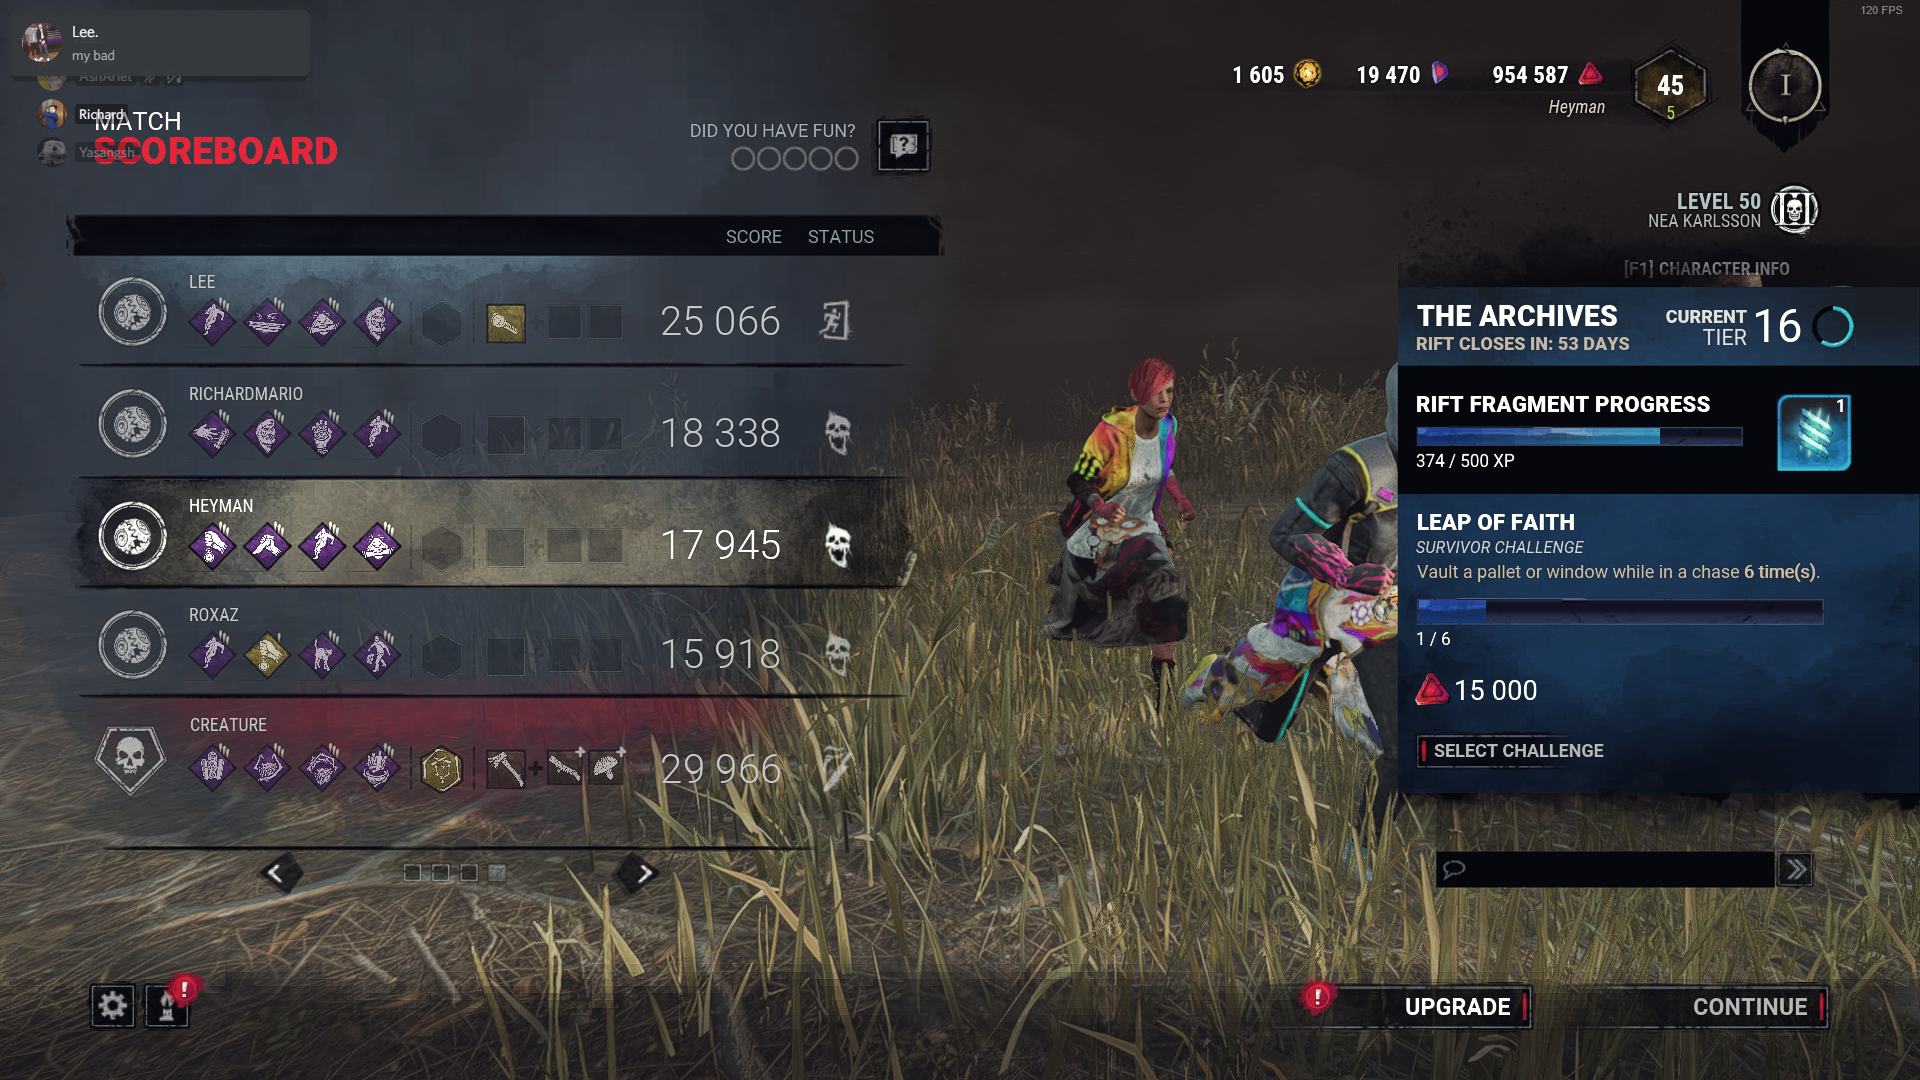 120 FPS
Lee.
my bad
AshArlet
Richard
Yasangsh
MATCH
SCOREBOARD
DID YOU HAVE FUN?
1 605
19 470
954 587
Heyman
45
5
I
LEVEL 50
NEA KARLSSON
[F1] CHARACTER INFO
SCORE STATUS
LEE
25 066
RICHARDMARIO
18 338
HEYMAN
17 945
ROXAZ
15 918
CREATURE
29 966
THE ARCHIVES
RIFT CLOSES IN: 53 DAYS
CURRENT
TIER
16
RIFT FRAGMENT PROGRESS
1
374 / 500 XP
LEAP OF FAITH
SURVIVOR CHALLENGE
Vault a pallet or window while in a chase 6 time(s).
1 / 6
15 000
SELECT CHALLENGE
UPGRADE
CONTINUE